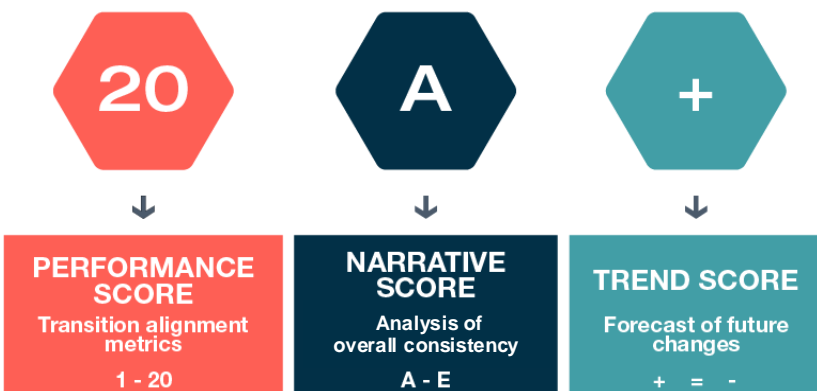 20
A
+
PERFORMANCE
SCORE
Transition alignment
metrics
1 - 20
NARRATIVE
SCORE
Analysis of
overall consistency
A - E
TREND SCORE
Forecast of future
changes
+ = -